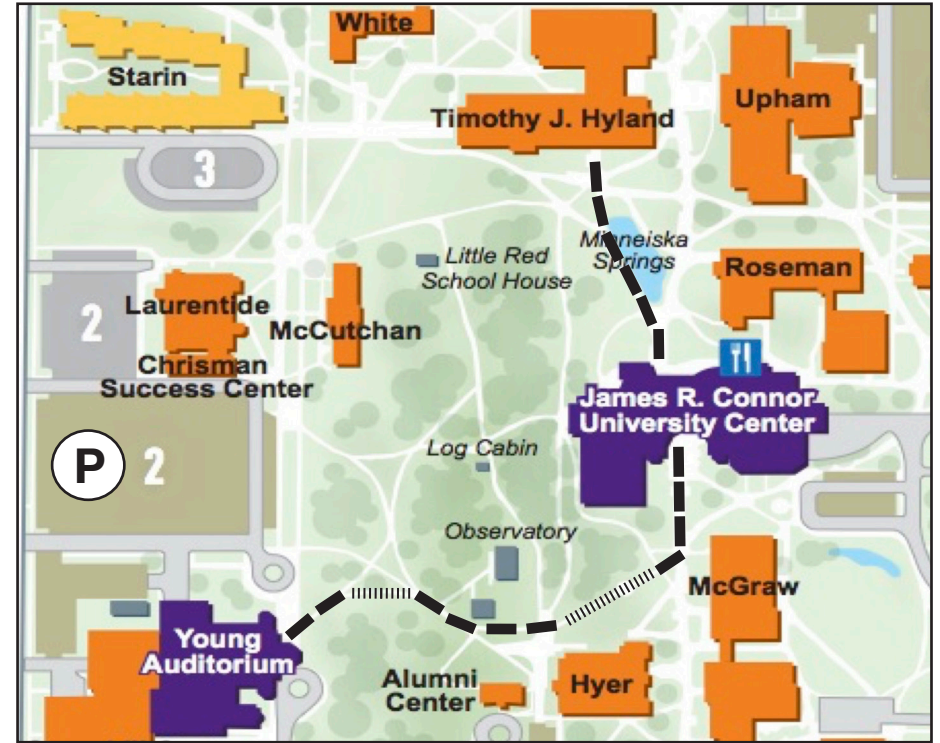 White
Starin
Timothy J. Hyland
Upham
3
Minneiska
Springs
Little Red
School House
Roseman
Laurentide
2
McCutchan
Chrisman
Success Center
James R. Connor
University Center
Log Cabin
P
2
Observatory
McGraw
Young
Auditorium
Alumni
Center
Hyer